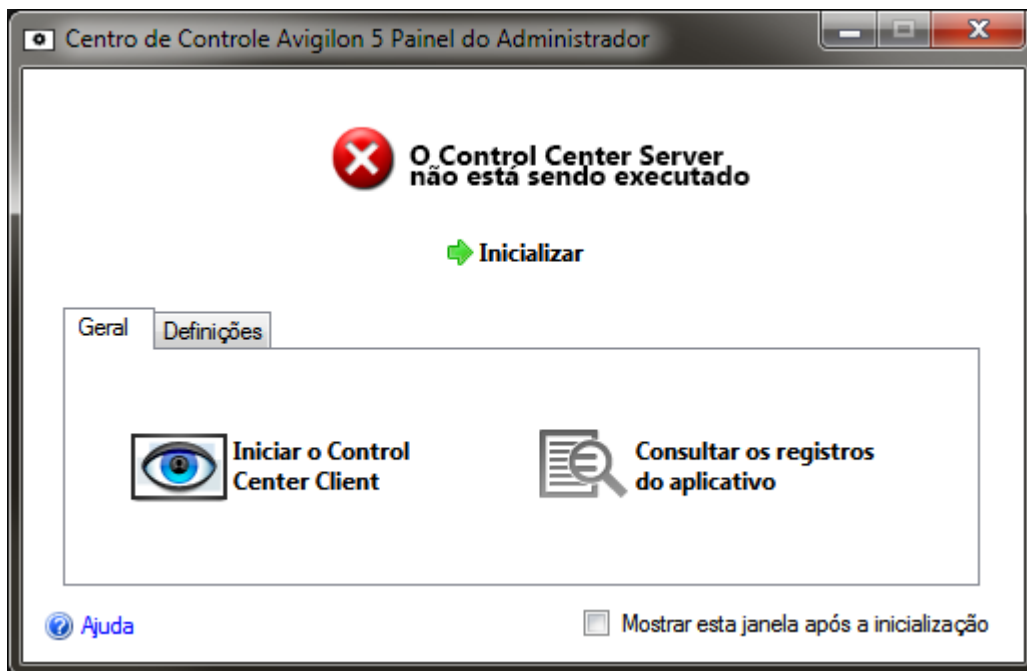 Centro de Controle Avigilon 5 Painel do Administrador
O Control Center Server
não está sendo executado
Inicializar
Geral
Definições
Iniciar o Control
Center Client
Consultar os registros
do aplicativo
Ajuda
Mostrar esta janela após a inicialização